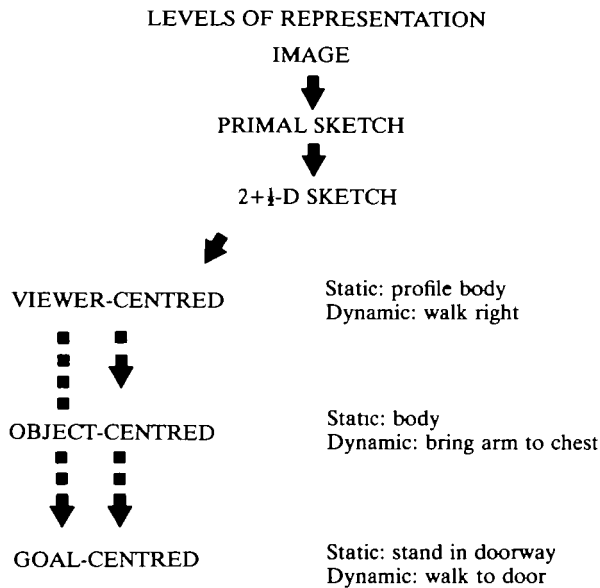 LEVELS OF REPRESENTATION
IMAGE
PRIMAL SKETCH
2+½-D SKETCH
VIEWER-CENTRED
Static: profile body
Dynamic: walk right
OBJECT-CENTRED
Static: body
Dynamic: bring arm to chest
GOAL-CENTRED
Static: stand in doorway
Dynamic: walk to door